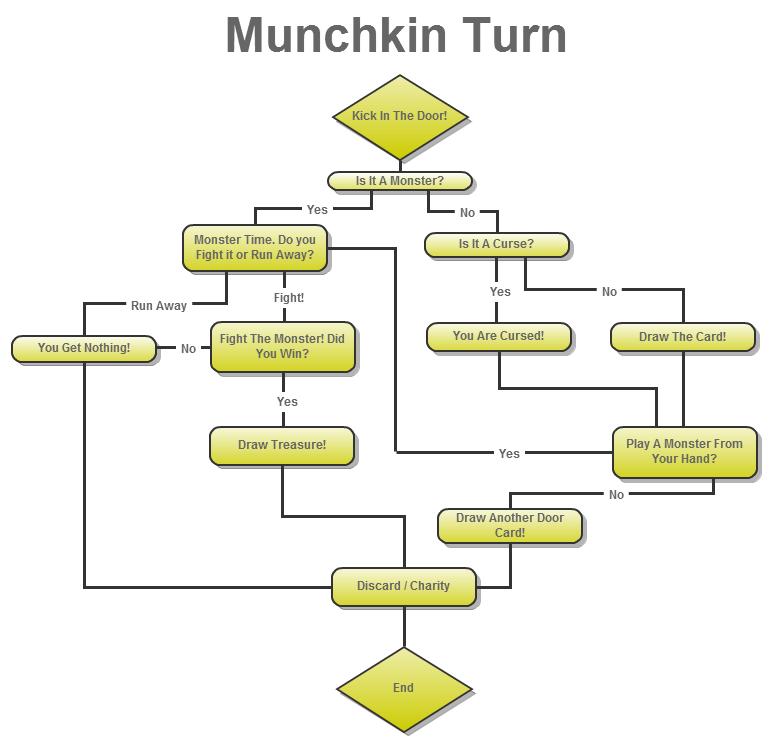 Munchkin Turn
Kick In The Door!
Is It A Monster?
Yes
No
Monster Time. Do you
Fight it or Run Away?
Is It A Curse?
Run Away
Fight!
Yes
No
You Get Nothing!
No
Fight The Monster! Did
You Win?
You Are Cursed!
Draw The Card!
Yes
Draw Treasure!
Yes
Play A Monster From
Your Hand?
No
Draw Another Door
Card!
Discard / Charity
End